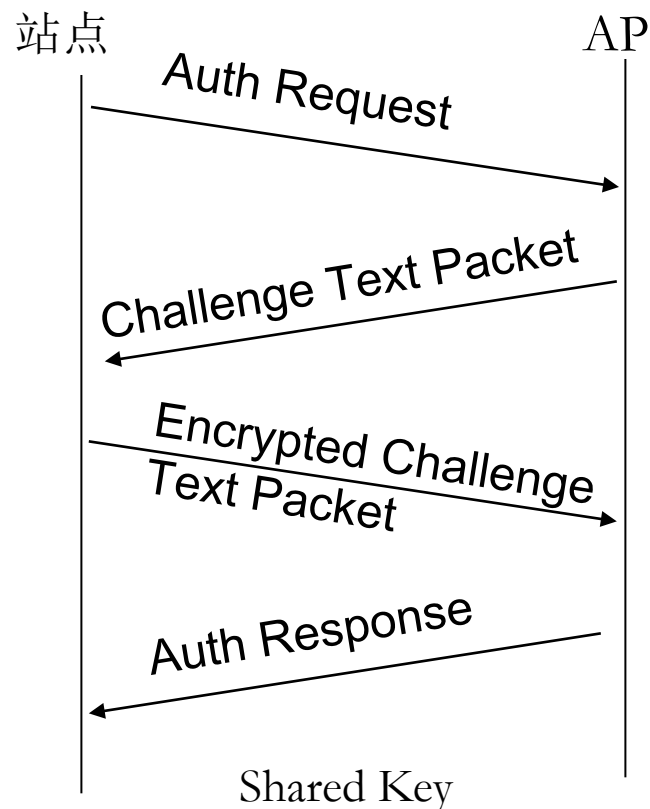 站点
AP
Auth Request
Challenge Text Packet
Encrypted Challenge
Text Packet
Auth Response
Shared Key